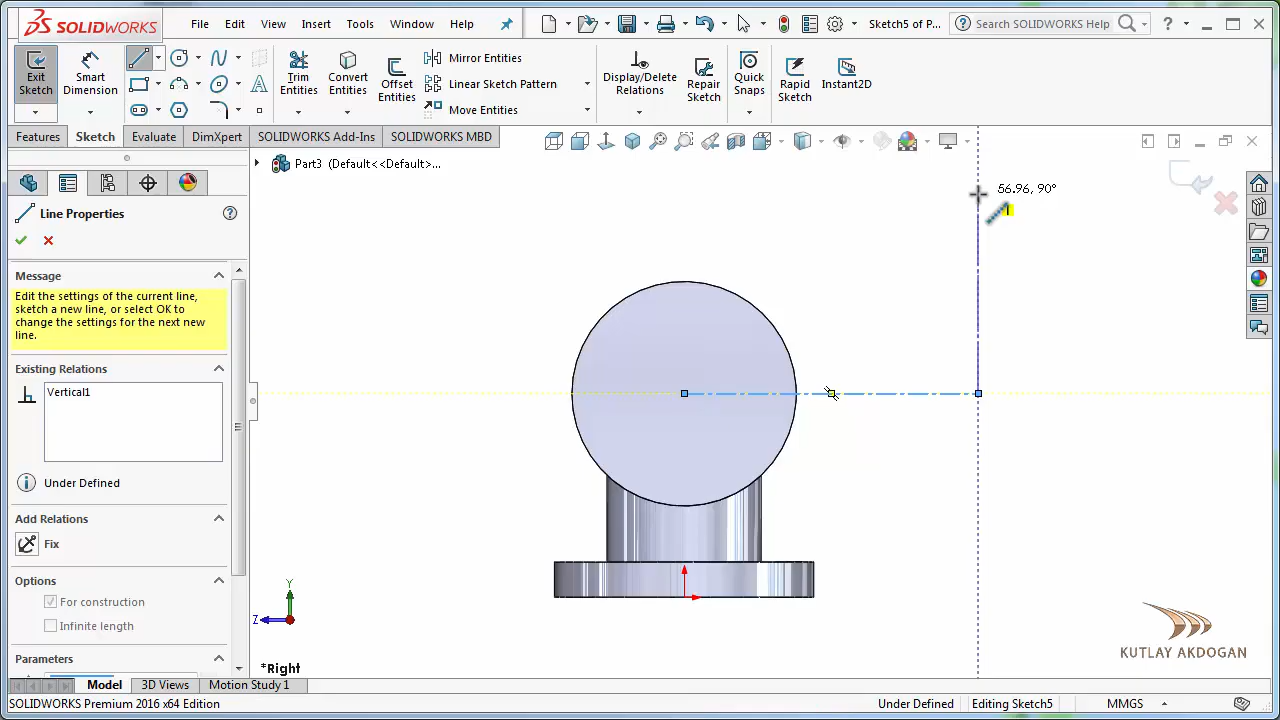 SOLIDWORKS
File Edit View Insert Tools Window Help
Sketch5 of P...
Search SOLIDWORKS Help
Exit Sketch
Smart Dimension
Trim Entities
Convert Entities
Offset Entities
Mirror Entities
Linear Sketch Pattern
Move Entities
Display/Delete Relations
Repair Sketch
Quick Snaps
Rapid Sketch
Instant2D
Features Sketch Evaluate DimXpert SOLIDWORKS Add-Ins SOLIDWORKS MBD
Part3 (Default<<Default>...
Line Properties
Message
Edit the settings of the current line,
sketch a new line, or select OK to
change the settings for the next new
line.
Existing Relations
Vertical1
Under Defined
Add Relations
Fix
Options
For construction
Infinite length
Parameters
56.96, 90°
Y
Z
*Right
KUTLAY AKDOGAN
Model 3D Views Motion Study 1
SOLIDWORKS Premium 2016 x64 Edition
Under Defined Editing Sketch5 MMGS